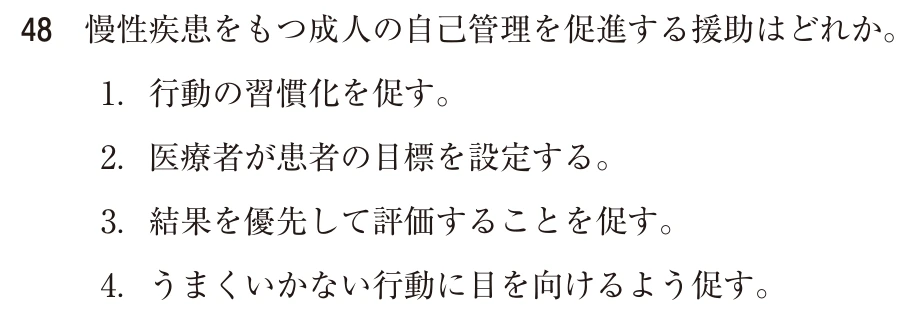 48 慢性疾患をもつ成人の自己管理を促進する援助はどれか。
1. 行動の習慣化を促す。
2. 医療者が患者の目標を設定する。
3. 結果を優先して評価することを促す。
4. うまくいかない行動に目を向けるよう促す。